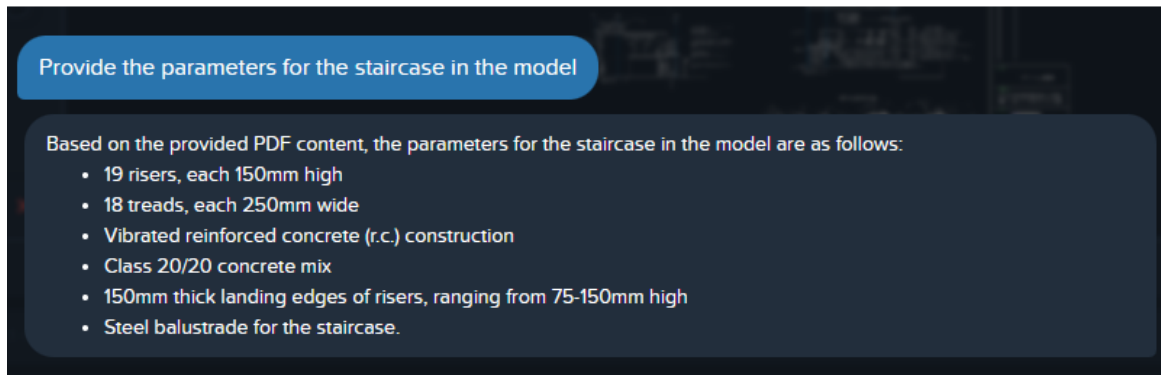 Provide the parameters for the staircase in the model
Based on the provided PDF content, the parameters for the staircase in the model are as follows:
• 19 risers, each 150mm high
• 18 treads, each 250mm wide
• Vibrated reinforced concrete (r.c.) construction
• Class 20/20 concrete mix
• 150mm thick landing edges of risers, ranging from 75-150mm high
• Steel balustrade for the staircase.